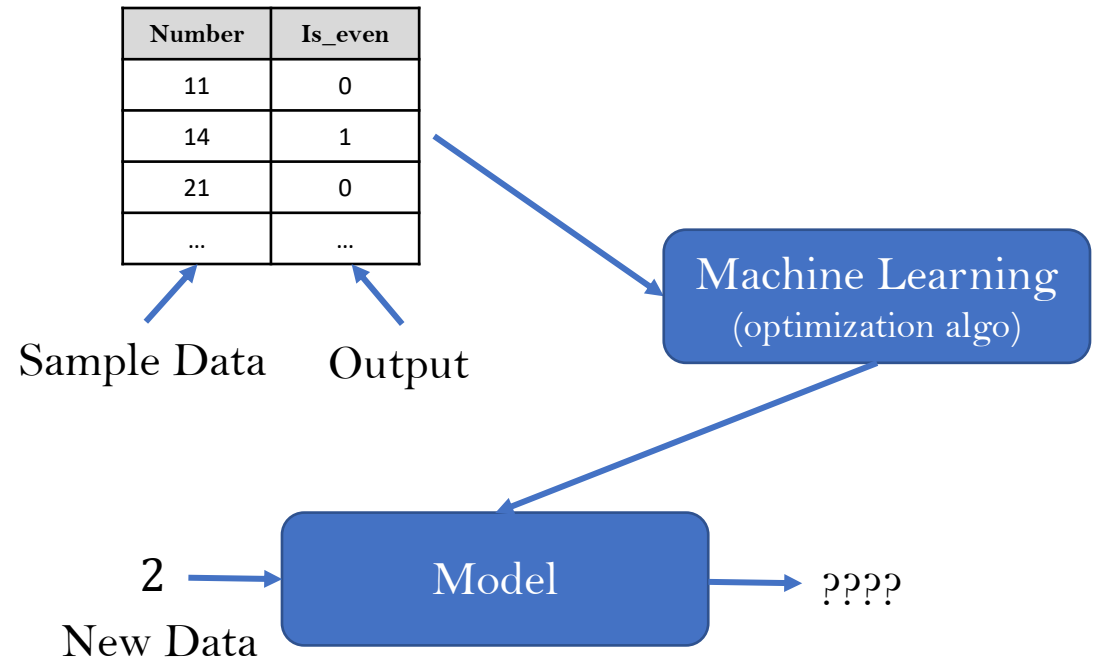 Number Is_even
11 0
14 1
21 0
... ...
Sample Data Output
Machine Learning
(optimization algo)
2 Model ????
New Data